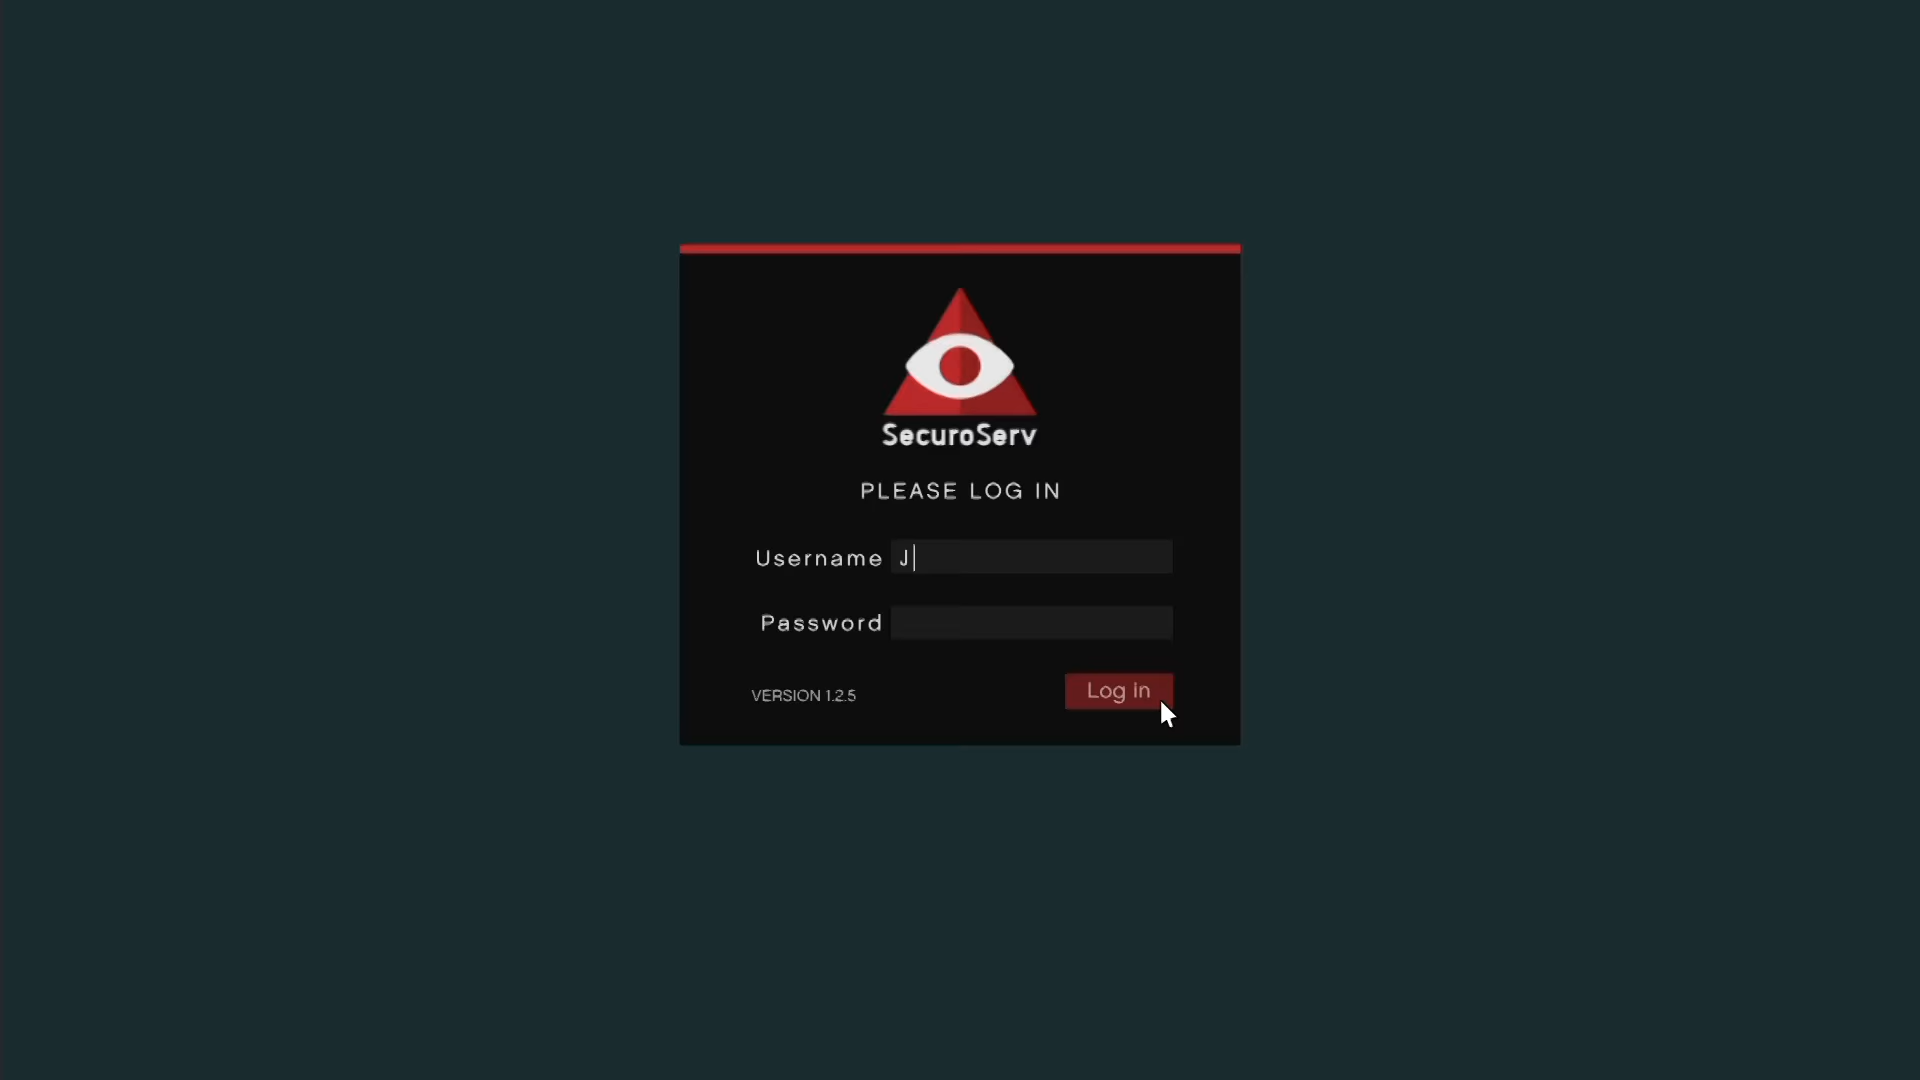 SecuroServ
PLEASE LOG IN
Username J
Password
VERSION 1.2.5
Log in